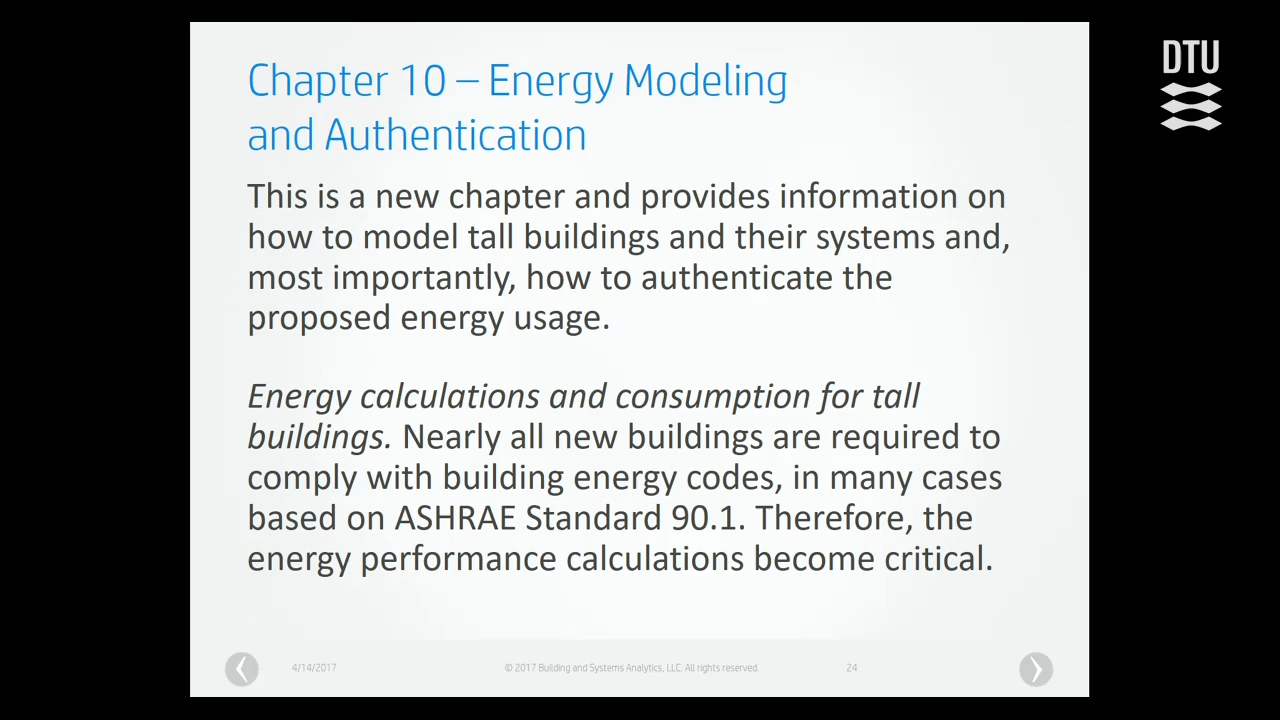 DTU
Chapter 10 – Energy Modeling
and Authentication
This is a new chapter and provides information on
how to model tall buildings and their systems and,
most importantly, how to authenticate the
proposed energy usage.
Energy calculations and consumption for tall
buildings. Nearly all new buildings are required to
comply with building energy codes, in many cases
based on ASHRAE Standard 90.1. Therefore, the
energy performance calculations become critical.
4/14/2017
© 2017 Building and Systems Analytics, LLC. All rights reserved.
24